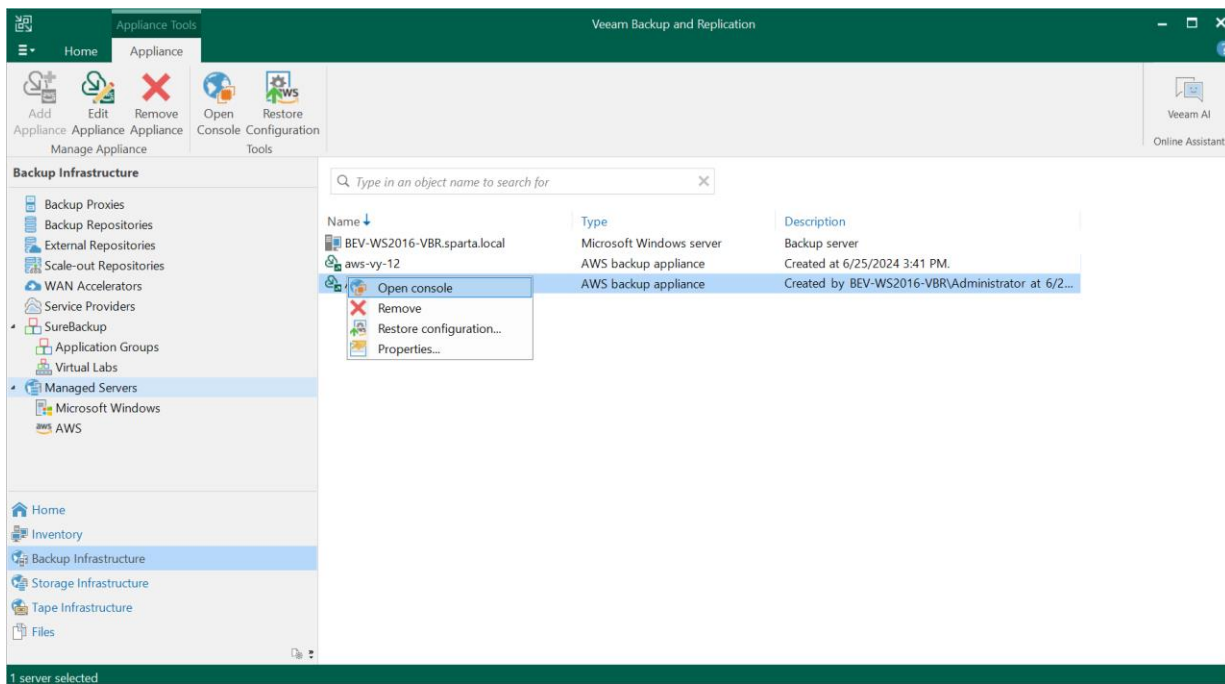 Appliance Tools
Veeam Backup and Replication
Home
Appliance
Add Appliance
Edit Appliance
Remove Appliance
Open Console
Restore Configuration
Manage Appliance
Tools
Veeam AI
Online Assistant
Backup Infrastructure
Backup Proxies
Backup Repositories
External Repositories
Scale-out Repositories
WAN Accelerators
Service Providers
SureBackup
Application Groups
Virtual Labs
Managed Servers
Microsoft Windows
aws AWS
Home
Inventory
Backup Infrastructure
Storage Infrastructure
Tape Infrastructure
Files
Type in an object name to search for
Name Type Description
BEV-WS2016-VBR.sparta.local Microsoft Windows server Backup server
aws-vy-12 AWS backup appliance Created at 6/25/2024 3:41 PM.
AWS backup appliance Created by BEV-WS2016-VBR\Administrator at 6/2...
Open console
Remove
Restore configuration...
Properties...
1 server selected